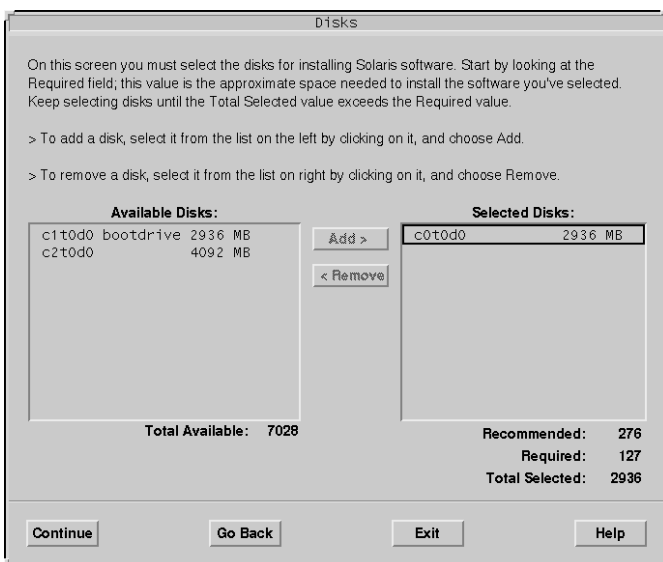 Disks
On this screen you must select the disks for installing Solaris software. Start by looking at the
Required field; this value is the approximate space needed to install the software you've selected.
Keep selecting disks until the Total Selected value exceeds the Required value.
> To add a disk, select it from the list on the left by clicking on it, and choose Add.
> To remove a disk, select it from the list on right by clicking on it, and choose Remove.
Available Disks:
c1t0d0 bootdrive 2936 MB
c2t0d0 4092 MB
Total Available: 7028
Add >
< Remove
Selected Disks:
c0t0d0 2936 MB
Recommended: 276
Required: 127
Total Selected: 2936
Continue Go Back Exit Help